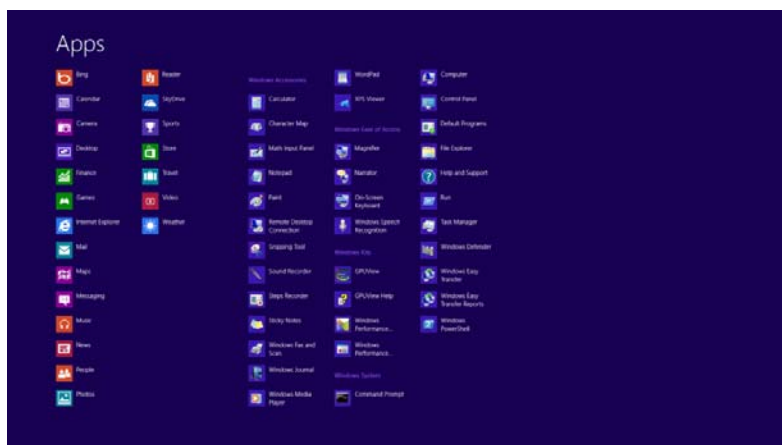 Apps
Bing
Calendar
Camera
Desktop
Finance
Games
Internet Explorer
Mail
Maps
Messaging
Music
News
People
Photos
Reader
SkyDrive
Sports
Store
Travel
Video
Weather
Windows Accessories
Calculator
Character Map
Math Input Panel
Notepad
Paint
Remote Desktop
Connection
Snipping Tool
Sound Recorder
Steps Recorder
Sticky Notes
Windows Fax and
Scan
Windows Journal
Windows Media
Player
WordPad
XPS Viewer
Windows Ease of Access
Magnifier
Narrator
On-Screen
Keyboard
Windows Speech
Recognition
Windows Kits
GPUView
GPUView Help
Windows
Performance...
Windows
Performance...
Windows System
Command Prompt
Computer
Control Panel
Default Programs
File Explorer
Help and Support
Run
Task Manager
Windows Defender
Windows Easy
Transfer
Windows Easy
Transfer Reports
Windows
PowerShell